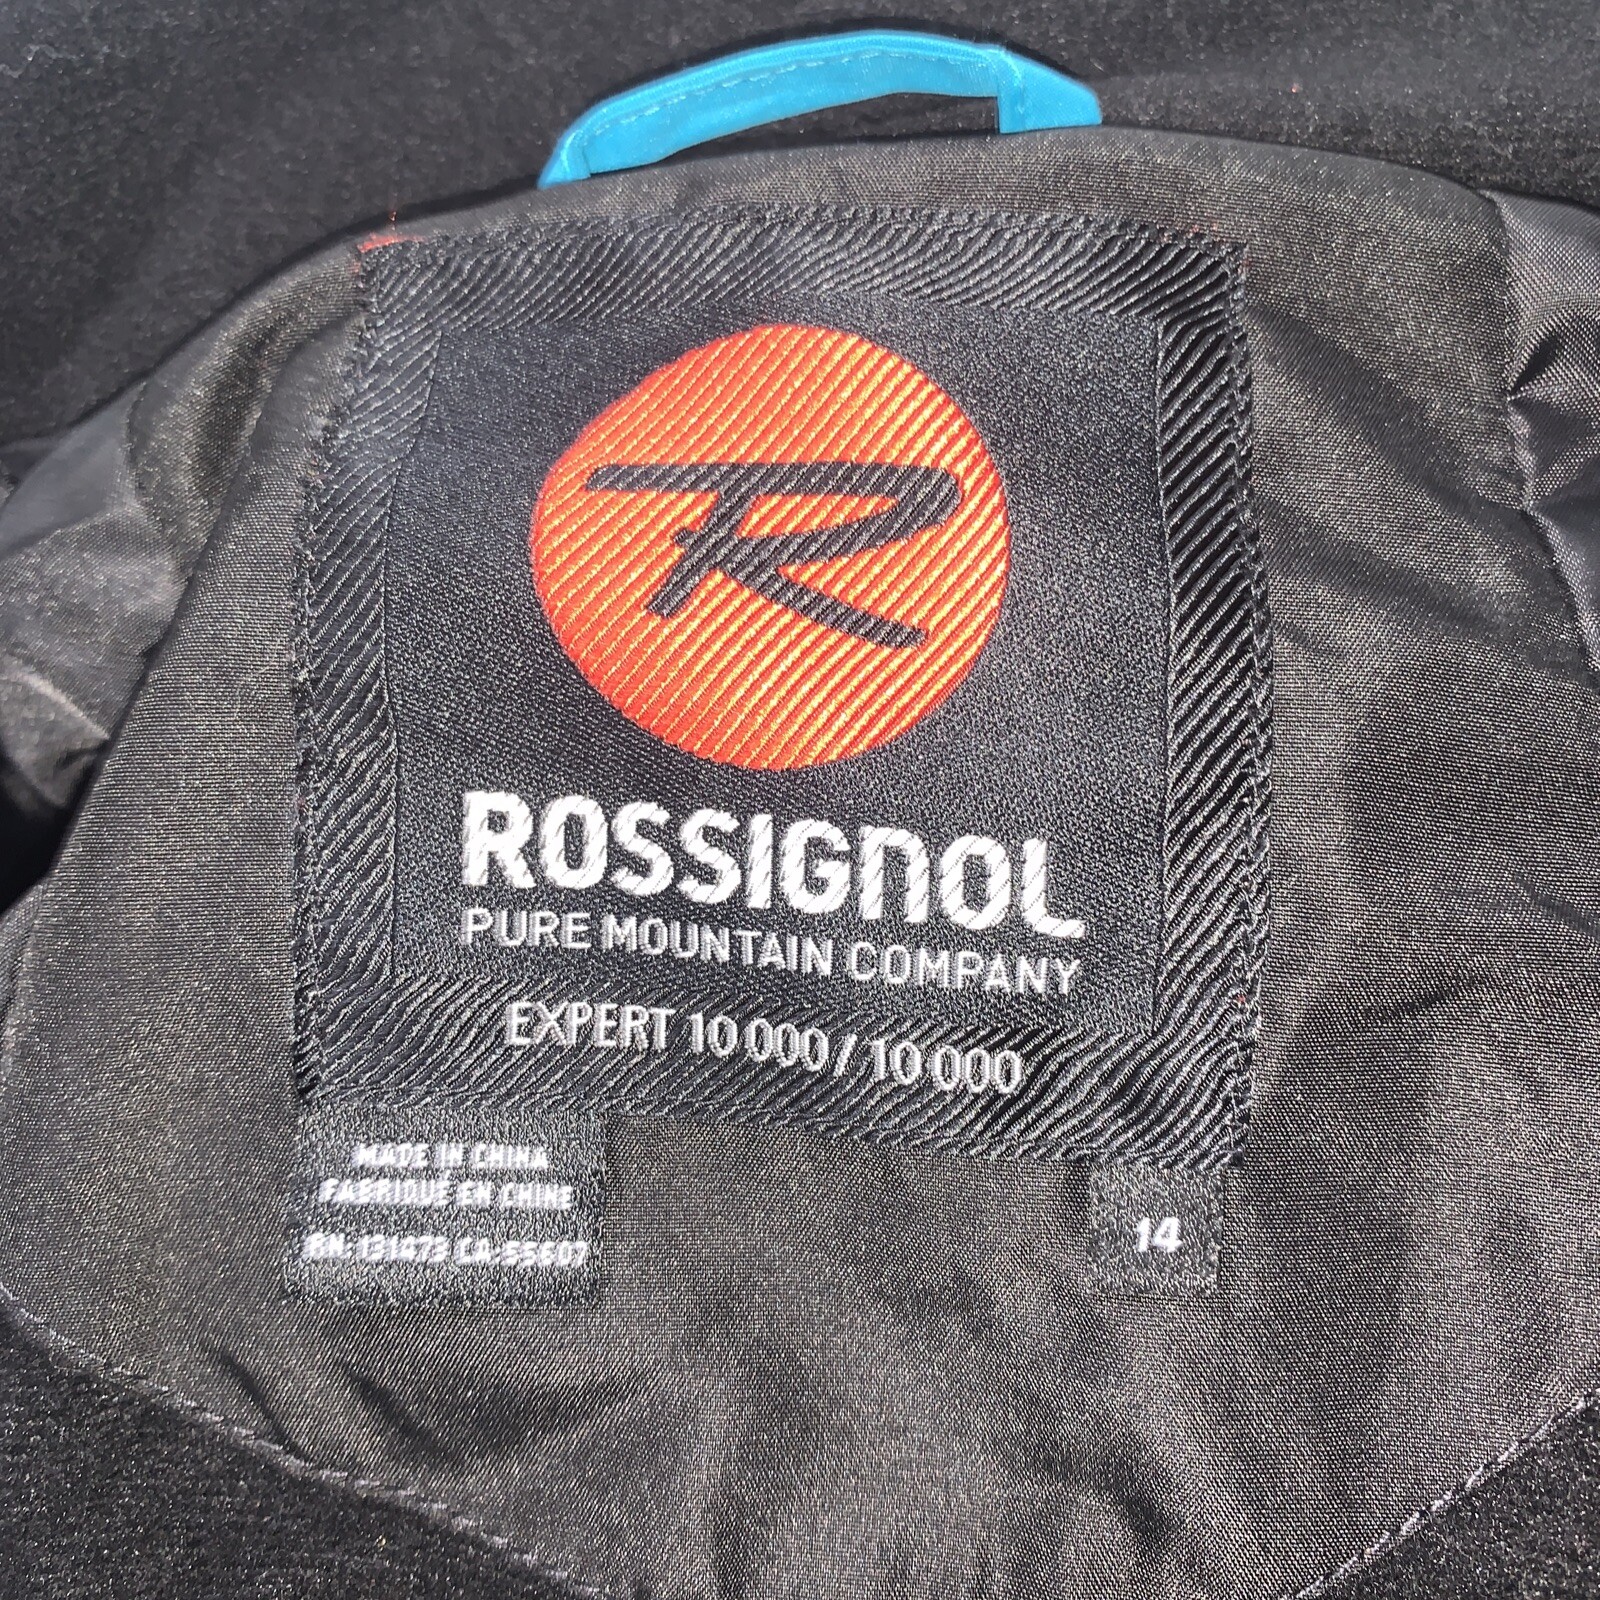 R
ROSSIGNOL
PURE MOUNTAIN COMPANY
EXPERT 10 000 / 10 000
MADE IN CHINA
FABRIQUÉ EN CHINE
RN: 131473 CA: 55607
14